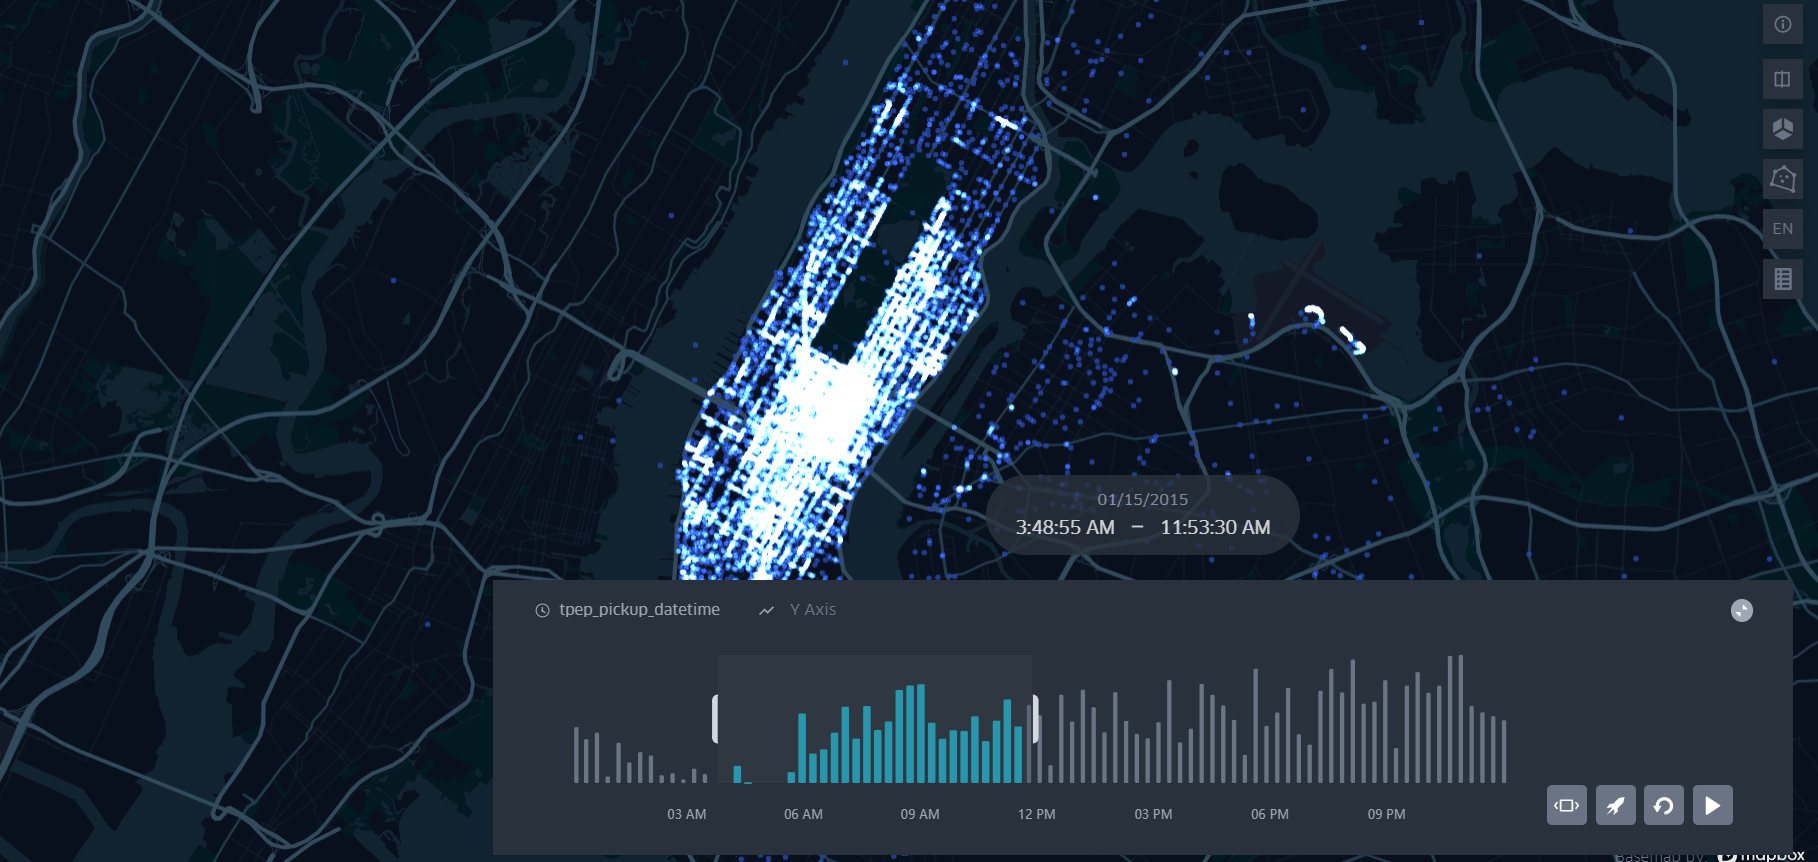 EN
01/15/2015
3:48:55 AM – 11:53:30 AM
tpep_pickup_datetime Y Axis
03 AM 06 AM 09 AM 12 PM 03 PM 06 PM 09 PM
Basemap by: mapbox